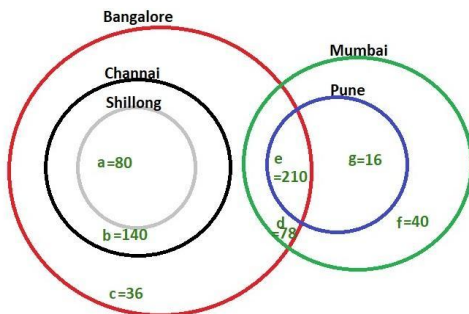 Bangalore
Mumbai
Channai
Pune
Shillong
a=80
e
=210
g=16
d
=78
f=40
b=140
c=36